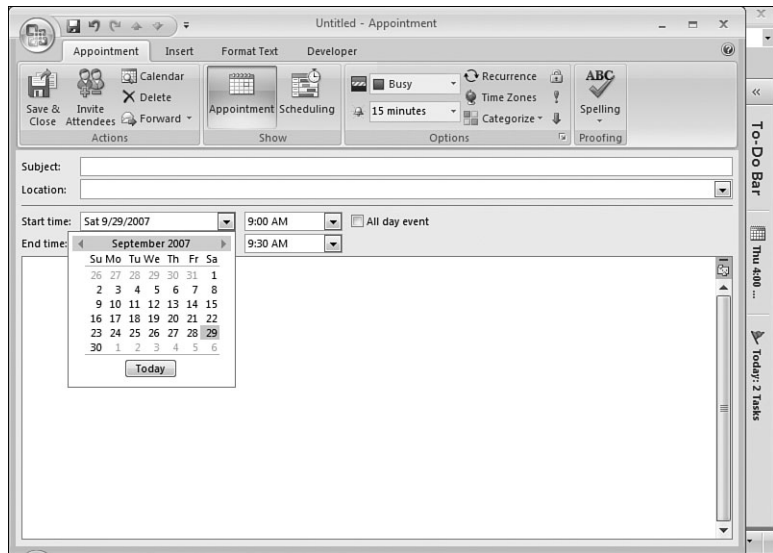 Untitled - Appointment
Appointment Insert Format Text Developer
Save & Close
Invite Attendees
Calendar
Delete
Forward
Actions
Appointment
Scheduling
Show
Busy
15 minutes
Recurrence
Time Zones
Categorize
Options
ABC
Spelling
Proofing
Subject:
Location:
Start time: Sat 9/29/2007 9:00 AM All day event
End time: 9:30 AM
September 2007
Su Mo Tu We Th Fr Sa
26 27 28 29 30 31 1
2 3 4 5 6 7 8
9 10 11 12 13 14 15
16 17 18 19 20 21 22
23 24 25 26 27 28 29
30 1 2 3 4 5 6
Today
To-Do Bar
Thu 4:00 ...
Today: 2 Tasks